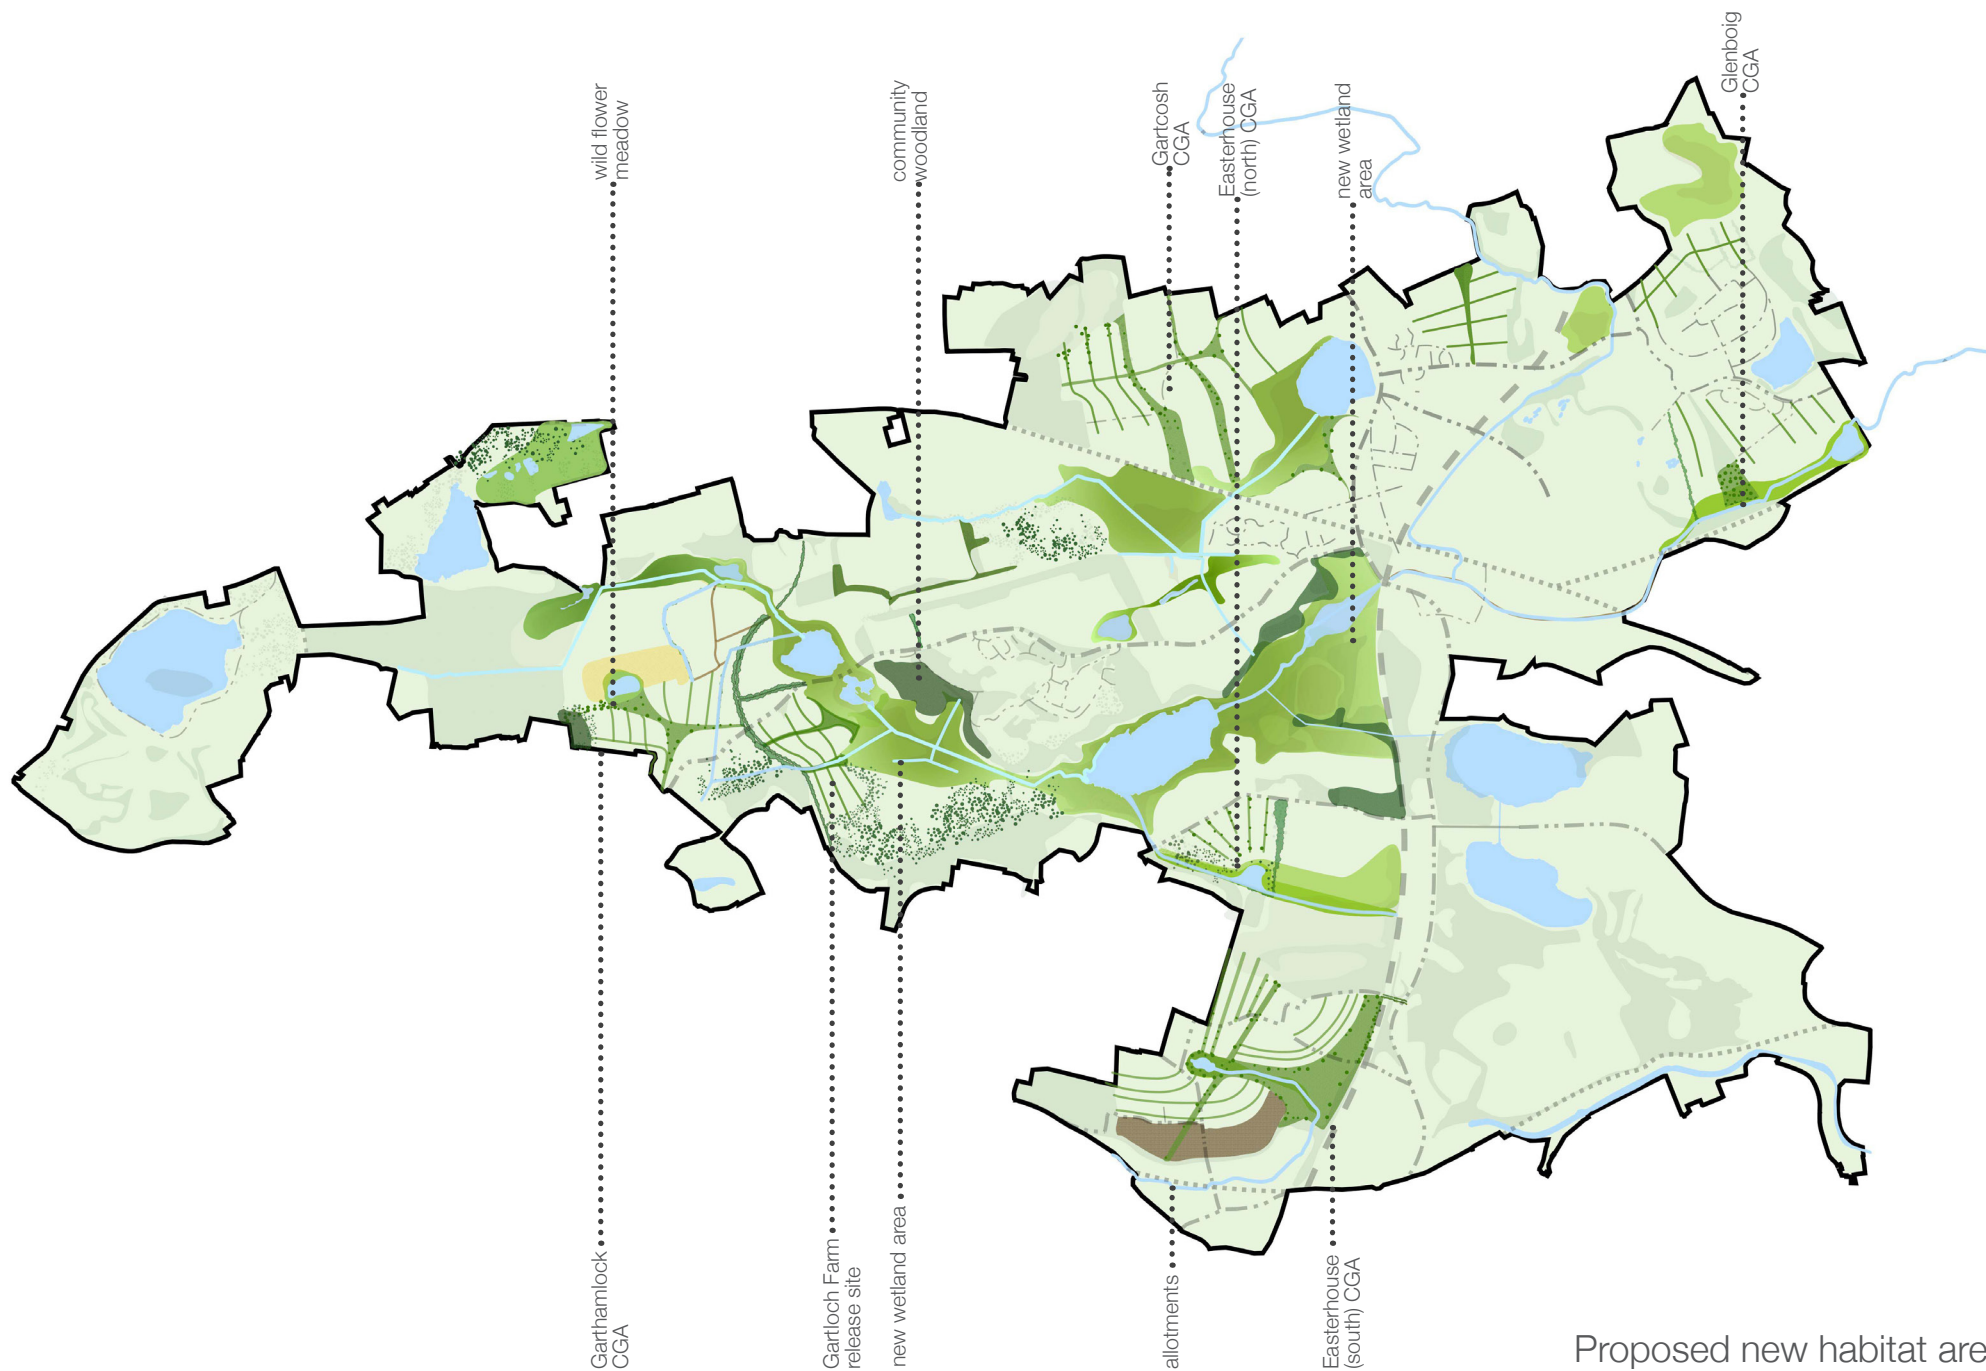 wild flower
meadow
community
woodland
Gartcosh
CGA
Easterhouse
(north) CGA
new wetland
area
Glenboig
CGA
Garthamlock
CGA
Gartloch Farm
release site
new wetland area
allotments
Easterhouse
(south) CGA
Proposed new habitat are